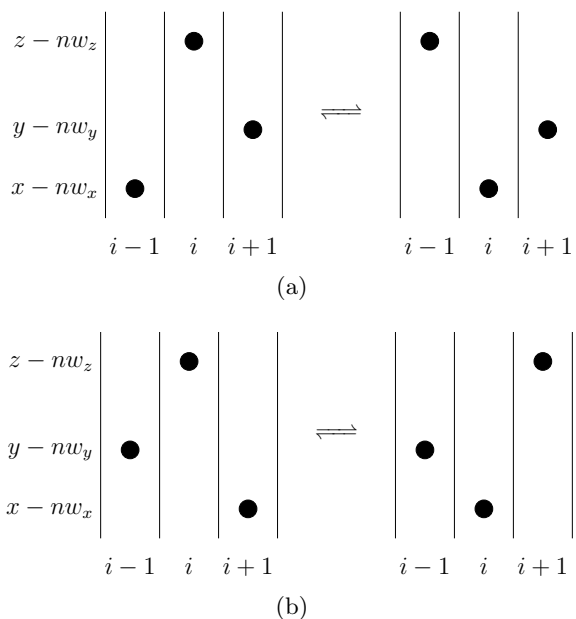 z − nw_z
y − nw_y
x − nw_x
i − 1 i i + 1 i − 1 i i + 1
(a)
z − nw_z
y − nw_y
x − nw_x
i − 1 i i + 1 i − 1 i i + 1
(b)